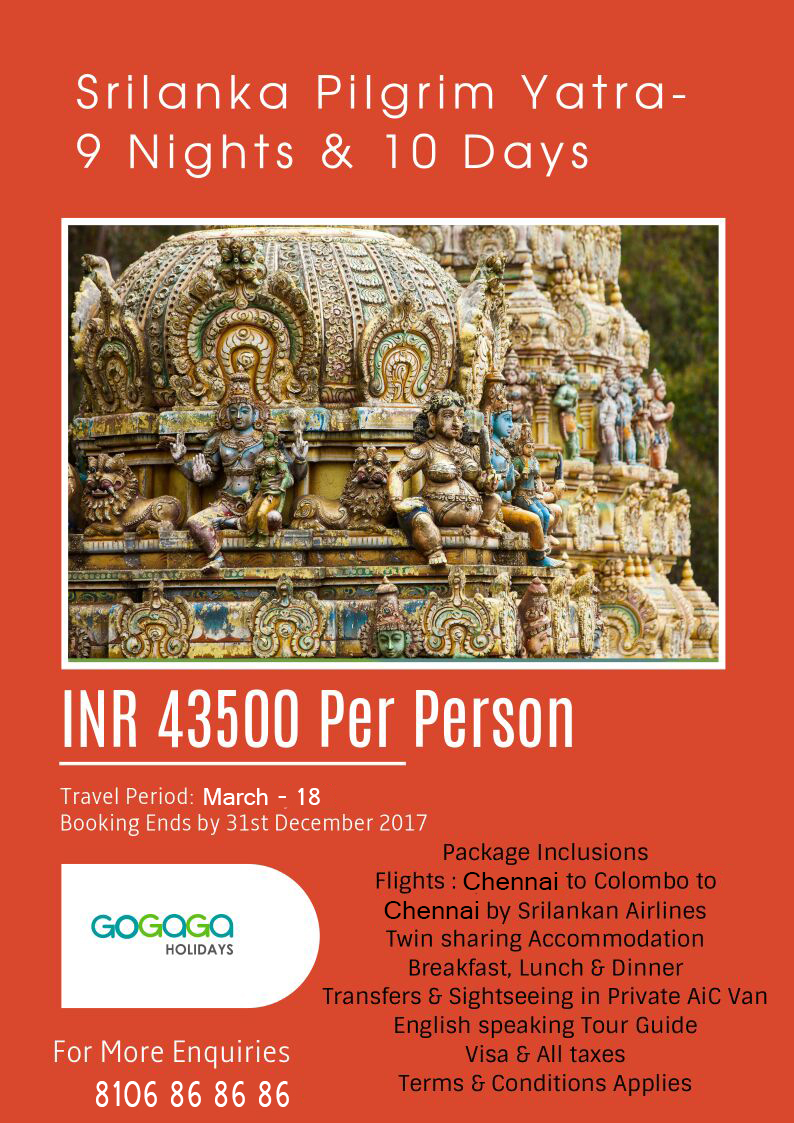 Srilanka Pilgrim Yatra-
9 Nights & 10 Days
INR 43500 Per Person
Travel Period: March - 18
Booking Ends by 31st December 2017
Package Inclusions
Flights : Chennai to Colombo to
Chennai by Srilankan Airlines
Twin sharing Accommodation
Breakfast, Lunch & Dinner
Transfers & Sightseeing in Private AiC Van
English speaking Tour Guide
Visa & All taxes
Terms & Conditions Applies
GOGAGA
HOLIDAYS
For More Enquiries
8106 86 86 86